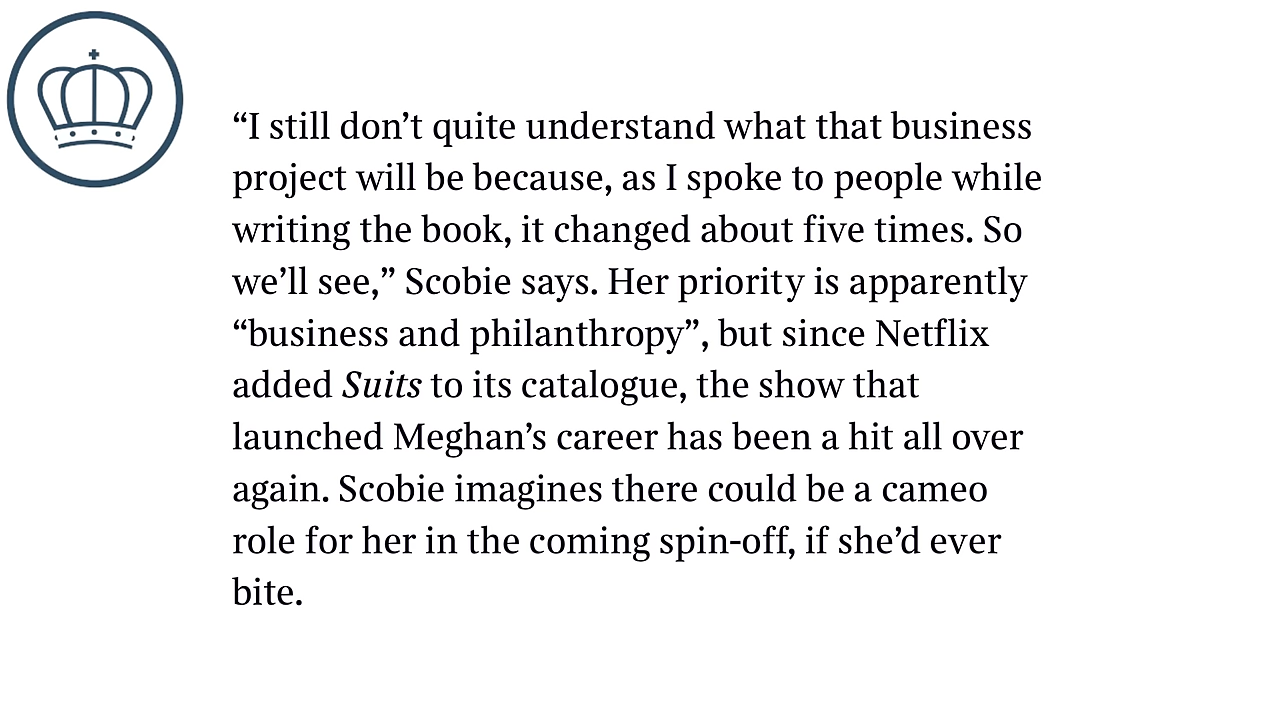 “I still don’t quite understand what that business
project will be because, as I spoke to people while
writing the book, it changed about five times. So
we’ll see,” Scobie says. Her priority is apparently
“business and philanthropy”, but since Netflix
added Suits to its catalogue, the show that
launched Meghan’s career has been a hit all over
again. Scobie imagines there could be a cameo
role for her in the coming spin-off, if she’d ever
bite.